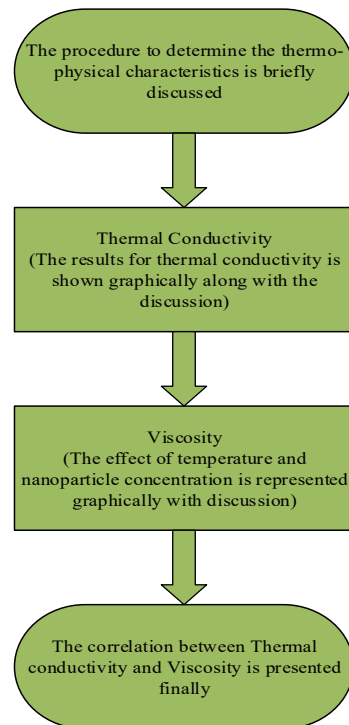 The procedure to determine the thermo-
physical characteristics is briefly
discussed
Thermal Conductivity
(The results for thermal conductivity is
shown graphically along with the
discussion)
Viscosity
(The effect of temperature and
nanoparticle concentration is represented
graphically with discussion)
The correlation between Thermal
conductivity and Viscosity is presented
finally